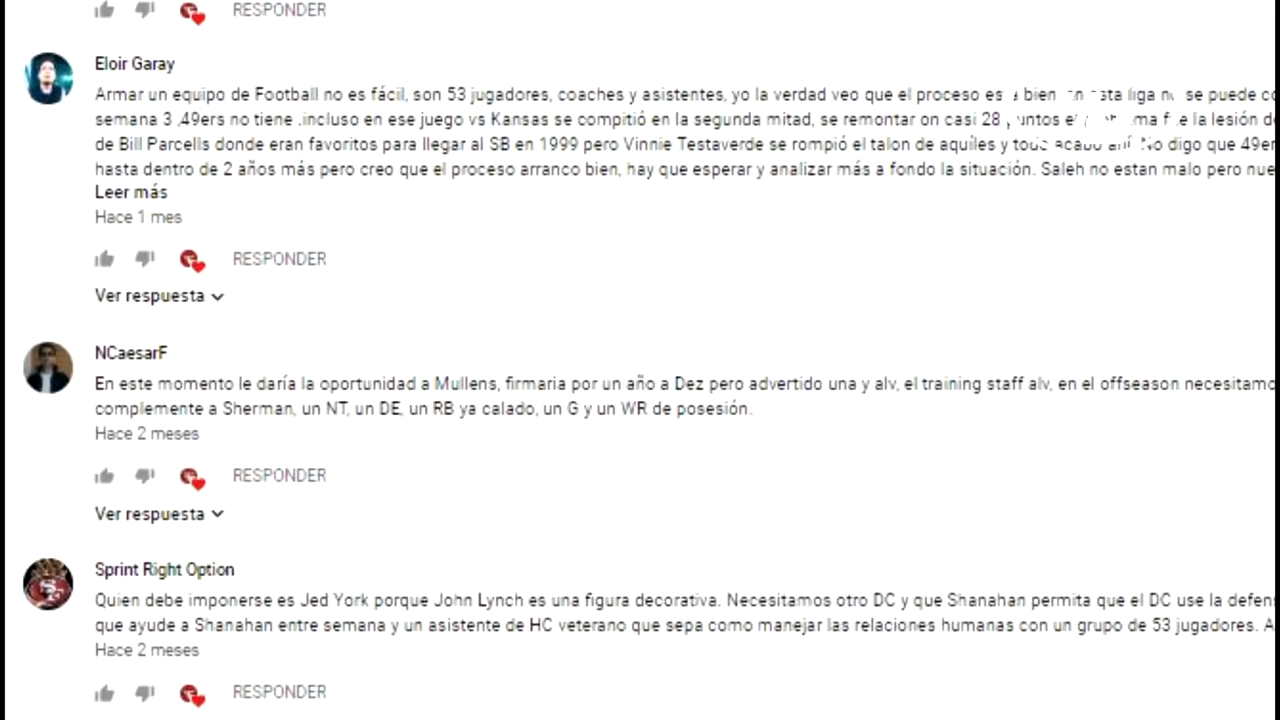 RESPONDER
Eloir Garay
Armar un equipo de Football no es fácil, son 53 jugadores, coaches y asistentes, yo la verdad veo que el proceso es bien liga se puede
semana 3 .49ers no tiene .incluso en ese juego vs Kansas se compitió en la segunda mitad, se remontar on casi 28 la lesión
de Bill Parcells donde eran favoritos para llegar al SB en 1999 pero Vinnie Testaverde se rompió el talon de aquíles y digo que
hasta dentro de 2 años más pero creo que el proceso arranco bien, hay que esperar y analizar más a fondo la situación. Saleh no estan malo pero
Leer más
Hace 1 mes
RESPONDER
Ver respuesta
NCaesarF
En este momento le daría la oportunidad a Mullens, firmaria por un año a Dez pero advertido una y alv, el training staff alv, en el offseason
complemente a Sherman, un NT, un DE, un RB ya calado, un G y un WR de posesión.
Hace 2 meses
RESPONDER
Ver respuesta
Sprint Right Option
Quien debe imponerse es Jed York porque John Lynch es una figura decorativa. Necesitamos otro DC y que Shanahan permita que el DC use la
que ayude a Shanahan entre semana y un asistente de HC veterano que sepa como manejar las relaciones humanas con un grupo de 53 jugadores.
Hace 2 meses
RESPONDER